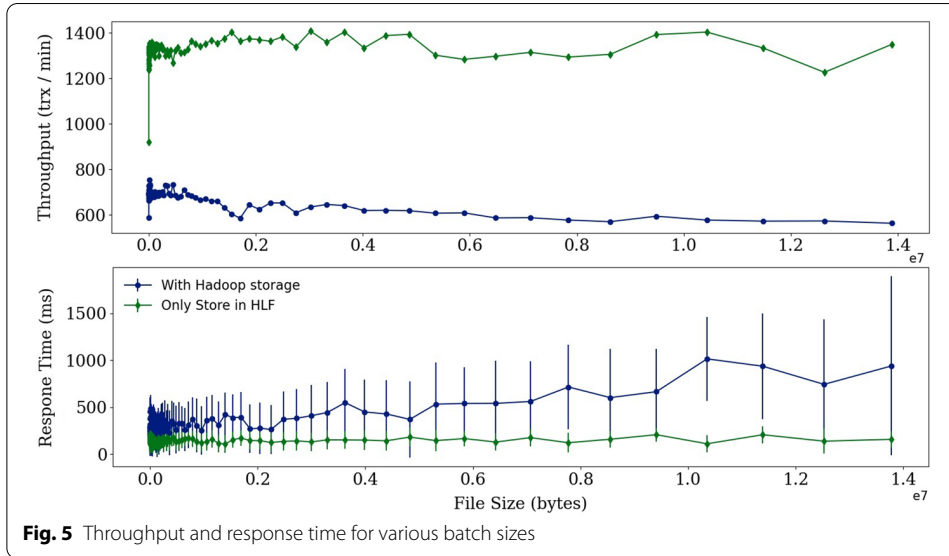 Throughput (trx / min)
1400
1200
1000
800
600
0.0 0.2 0.4 0.6 0.8 1.0 1.2 1.4
1e7
With Hadoop storage
Only Store in HLF
Respone Time (ms)
1500
1000
500
0
0.0 0.2 0.4 0.6 0.8 1.0 1.2 1.4
1e7
File Size (bytes)
Fig. 5 Throughput and response time for various batch sizes